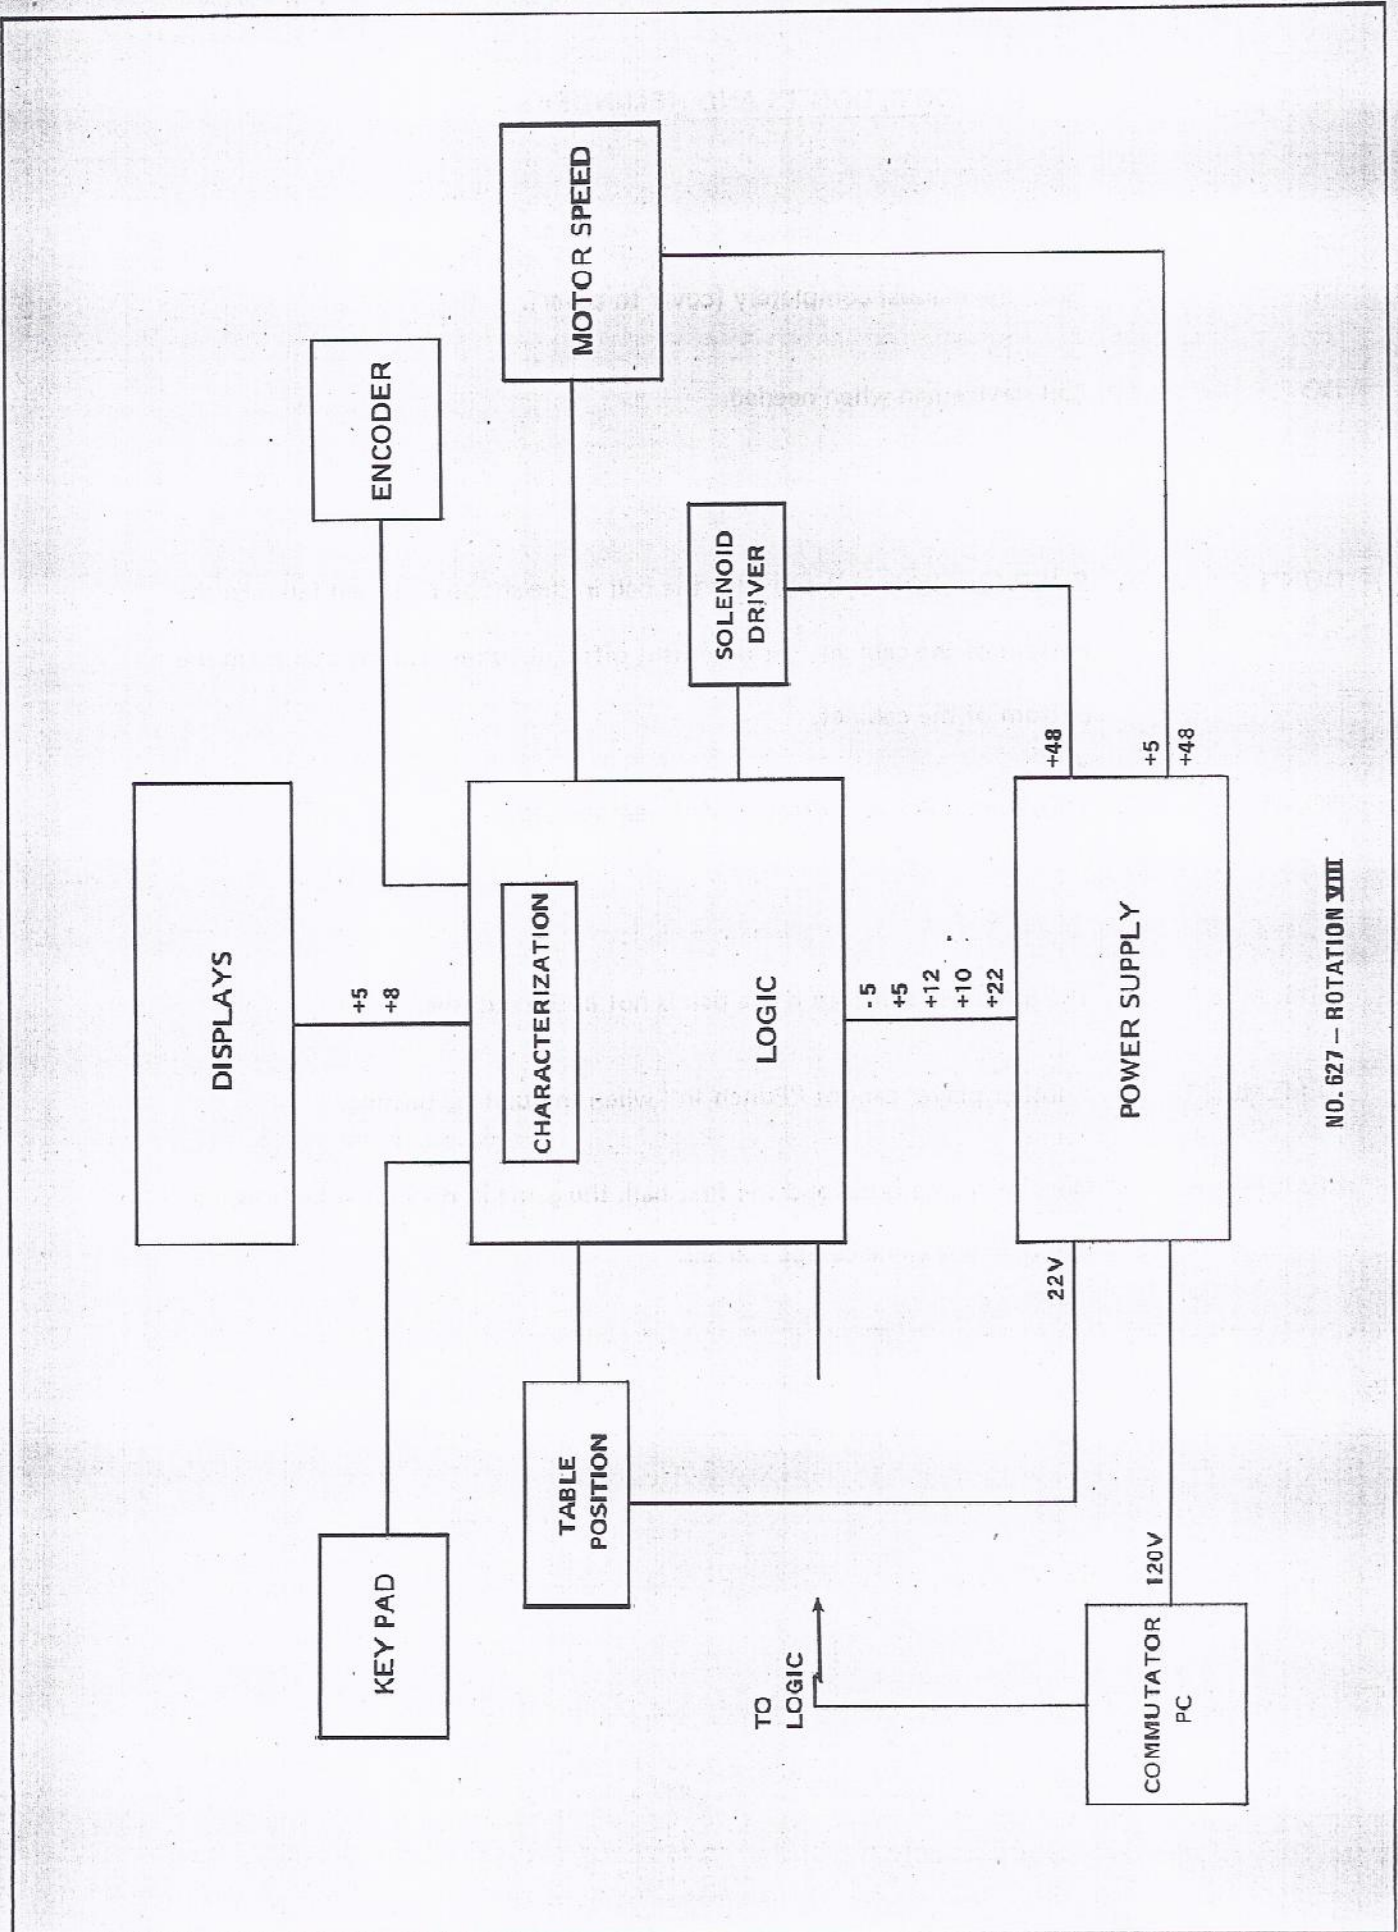 DISPLAYS
+5
+8
KEY PAD
ENCODER
CHARACTERIZATION
LOGIC
TABLE
POSITION
MOTOR SPEED
SOLENOID
DRIVER
TO
LOGIC
-5
+5
+12
+10
+22
22V
+48
+5
+48
POWER SUPPLY
120V
COMMUTATOR
PC
NO. 627 – ROTATION VIII